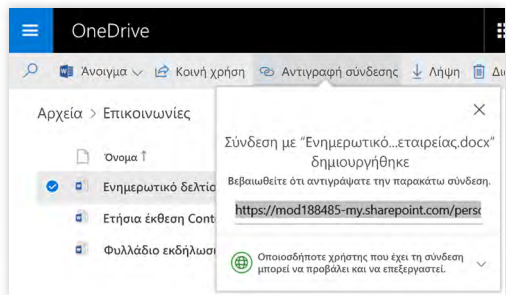 OneDrive
Άνοιγμα Κοινή χρήση Αντιγραφή σύνδεσης Λήψη
Αρχεία > Επικοινωνίες
Όνομα ↑
Ενημερωτικό δελτίο
Ετήσια έκθεση Cont
Φυλλάδιο εκδήλωσ
Σύνδεση με “Ενημερωτικό...εταιρείας.docx”
δημιουργήθηκε
Βεβαιωθείτε ότι αντιγράψατε την παρακάτω σύνδεση.
https://mod188485-my.sharepoint.com/perso
Οποιοσδήποτε χρήστης που έχει τη σύνδεση
μπορεί να προβάλει και να επεξεργαστεί.